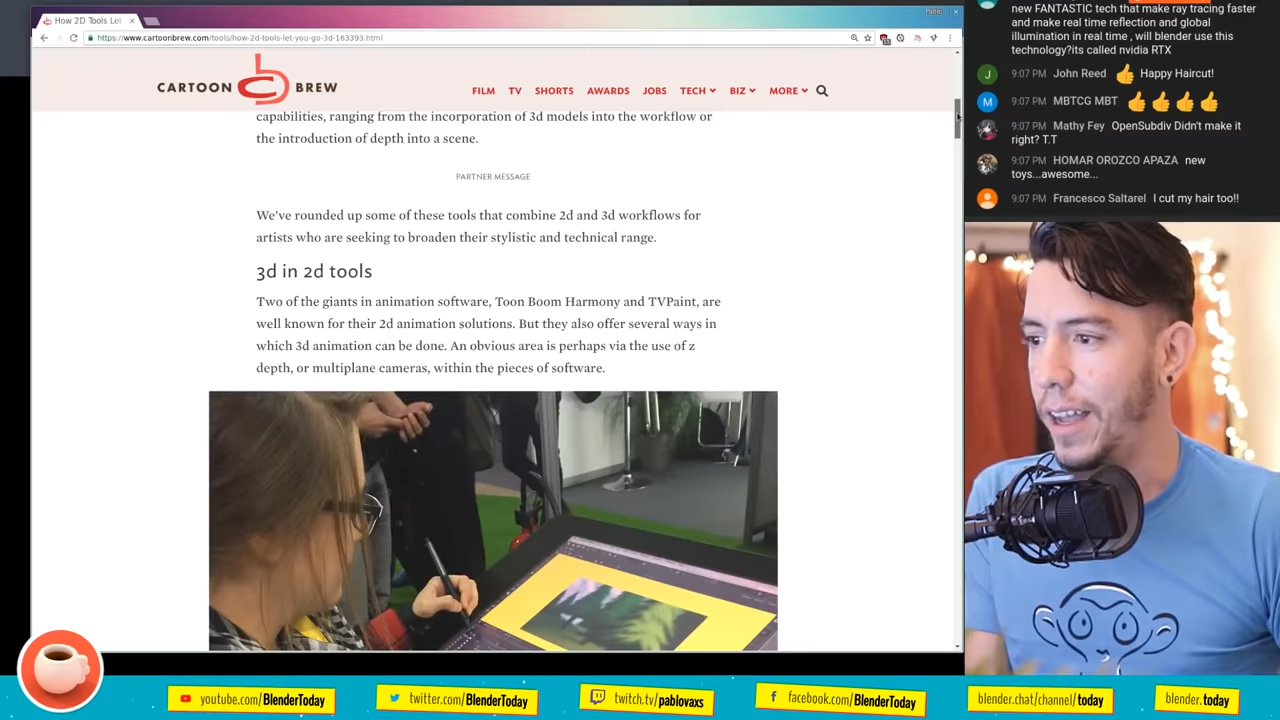 How 2D Tools Let
Pablo
https://www.cartoonbrew.com/tools/how-2d-tools-let-you-go-3d-163393.html
CARTOON BREW
FILM TV SHORTS AWARDS JOBS TECH BIZ MORE
capabilities, ranging from the incorporation of 3d models into the workflow or
the introduction of depth into a scene.
PARTNER MESSAGE
We've rounded up some of these tools that combine 2d and 3d workflows for
artists who are seeking to broaden their stylistic and technical range.
3d in 2d tools
Two of the giants in animation software, Toon Boom Harmony and TVPaint, are
well known for their 2d animation solutions. But they also offer several ways in
which 3d animation can be done. An obvious area is perhaps via the use of z
depth, or multiplane cameras, within the pieces of software.
new FANTASTIC tech that make ray tracing faster
and make real time reflection and global
illumination in real time , will blender use this
technology?its called nvidia RTX
J 9:07 PM John Reed 👍 Happy Haircut!
M 9:07 PM MBTCG MBT 👍👍👍👍
9:07 PM Mathy Fey OpenSubdiv Didn't make it
right? T.T
9:07 PM HOMAR OROZCO APAZA new
toys...awesome...
9:07 PM Francesco Saltarel I cut my hair too!!
youtube.com/BlenderToday
twitter.com/BlenderToday
twitch.tv/pablovaxs
facebook.com/BlenderToday
blender.chat/channel/today
blender.today